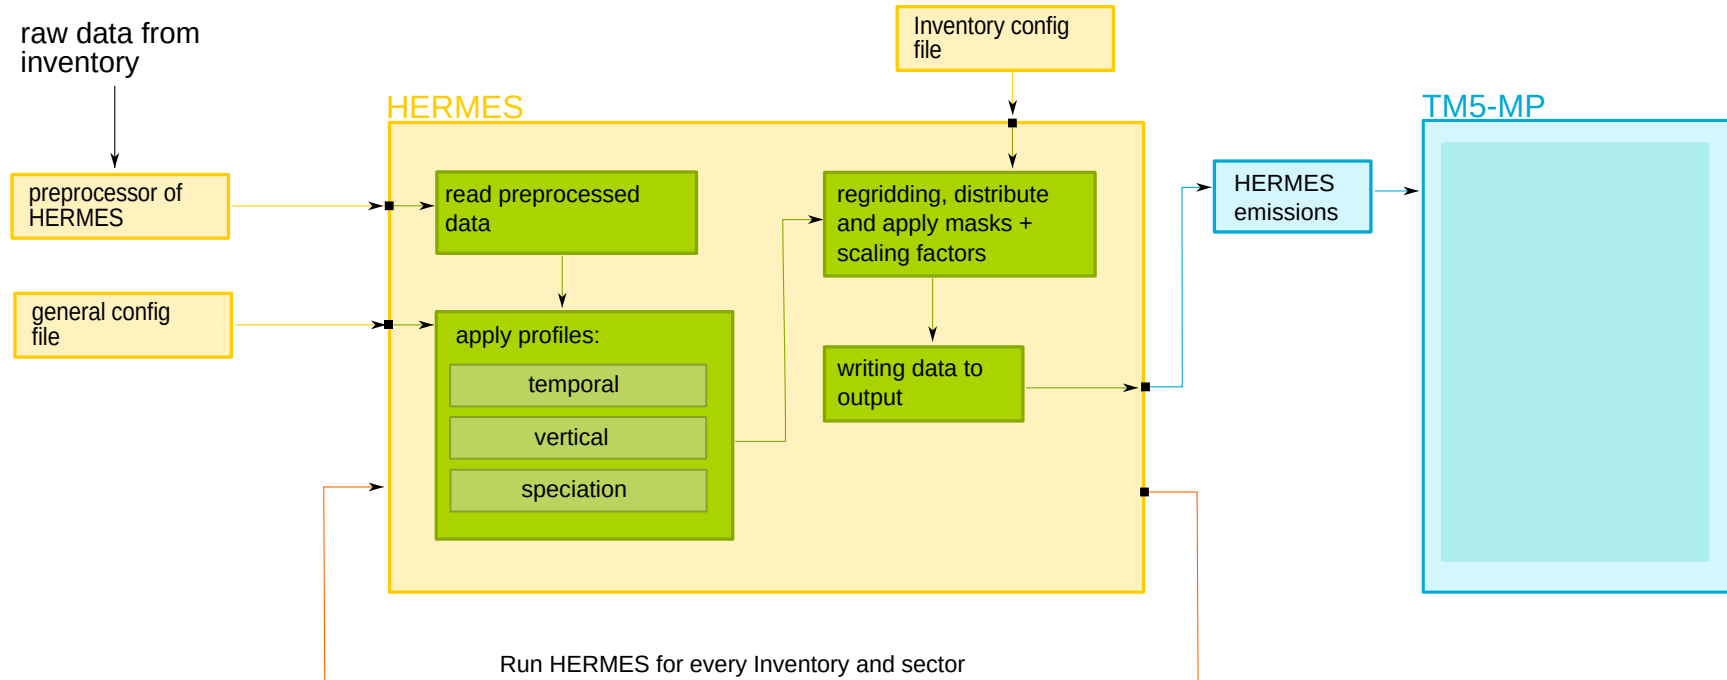 raw data from
inventory
Inventory config
file
HERMES
TM5-MP
preprocessor of
HERMES
read preprocessed
data
regridding, distribute
and apply masks +
scaling factors
HERMES
emissions
general config
file
apply profiles:
temporal
vertical
speciation
writing data to
output
Run HERMES for every Inventory and sector